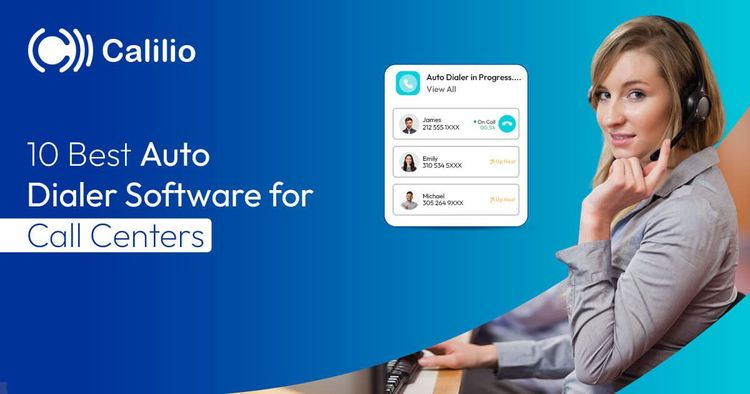 Calilio
10 Best Auto
Dialer Software for
Call Centers
Auto Dialer in Progress....
View All
James
212 555 1XXX
On Call
00:34
Emily
310 534 5XXX
Up Next
Michael
305 264 9XXX
Up Next